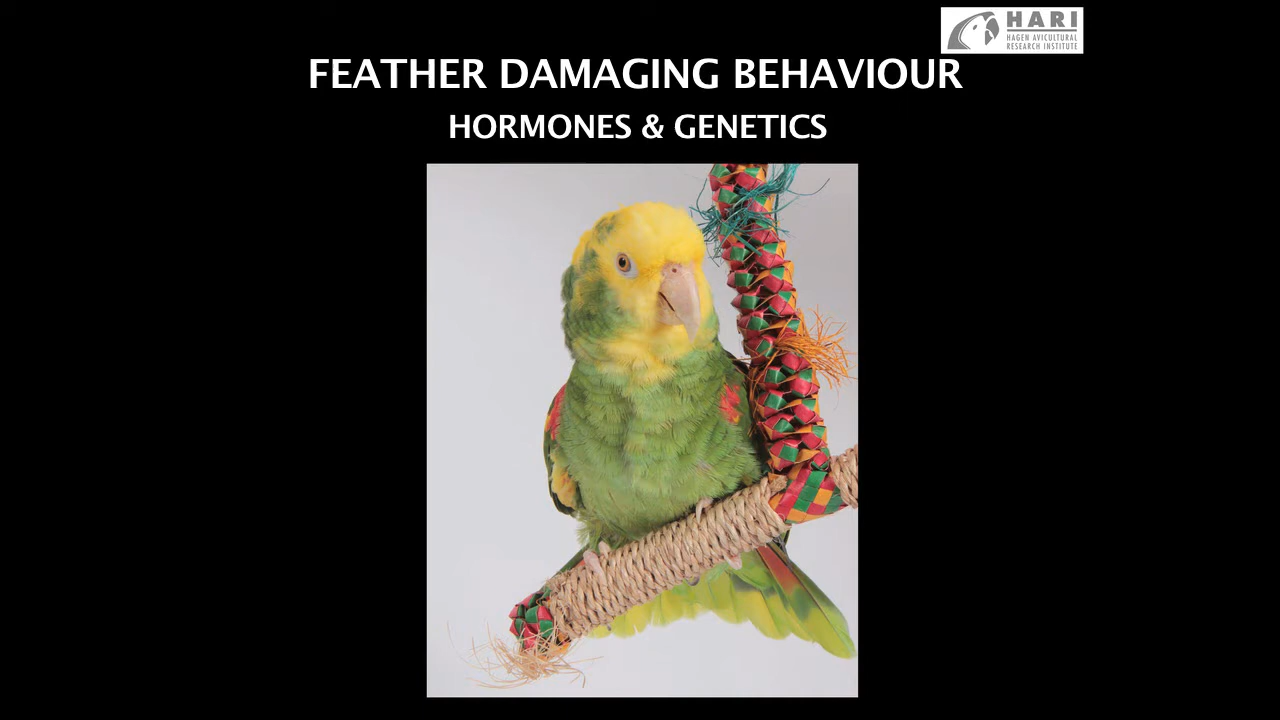 HARI
HAGEN AVICULTURAL
RESEARCH INSTITUTE
FEATHER DAMAGING BEHAVIOUR
HORMONES & GENETICS